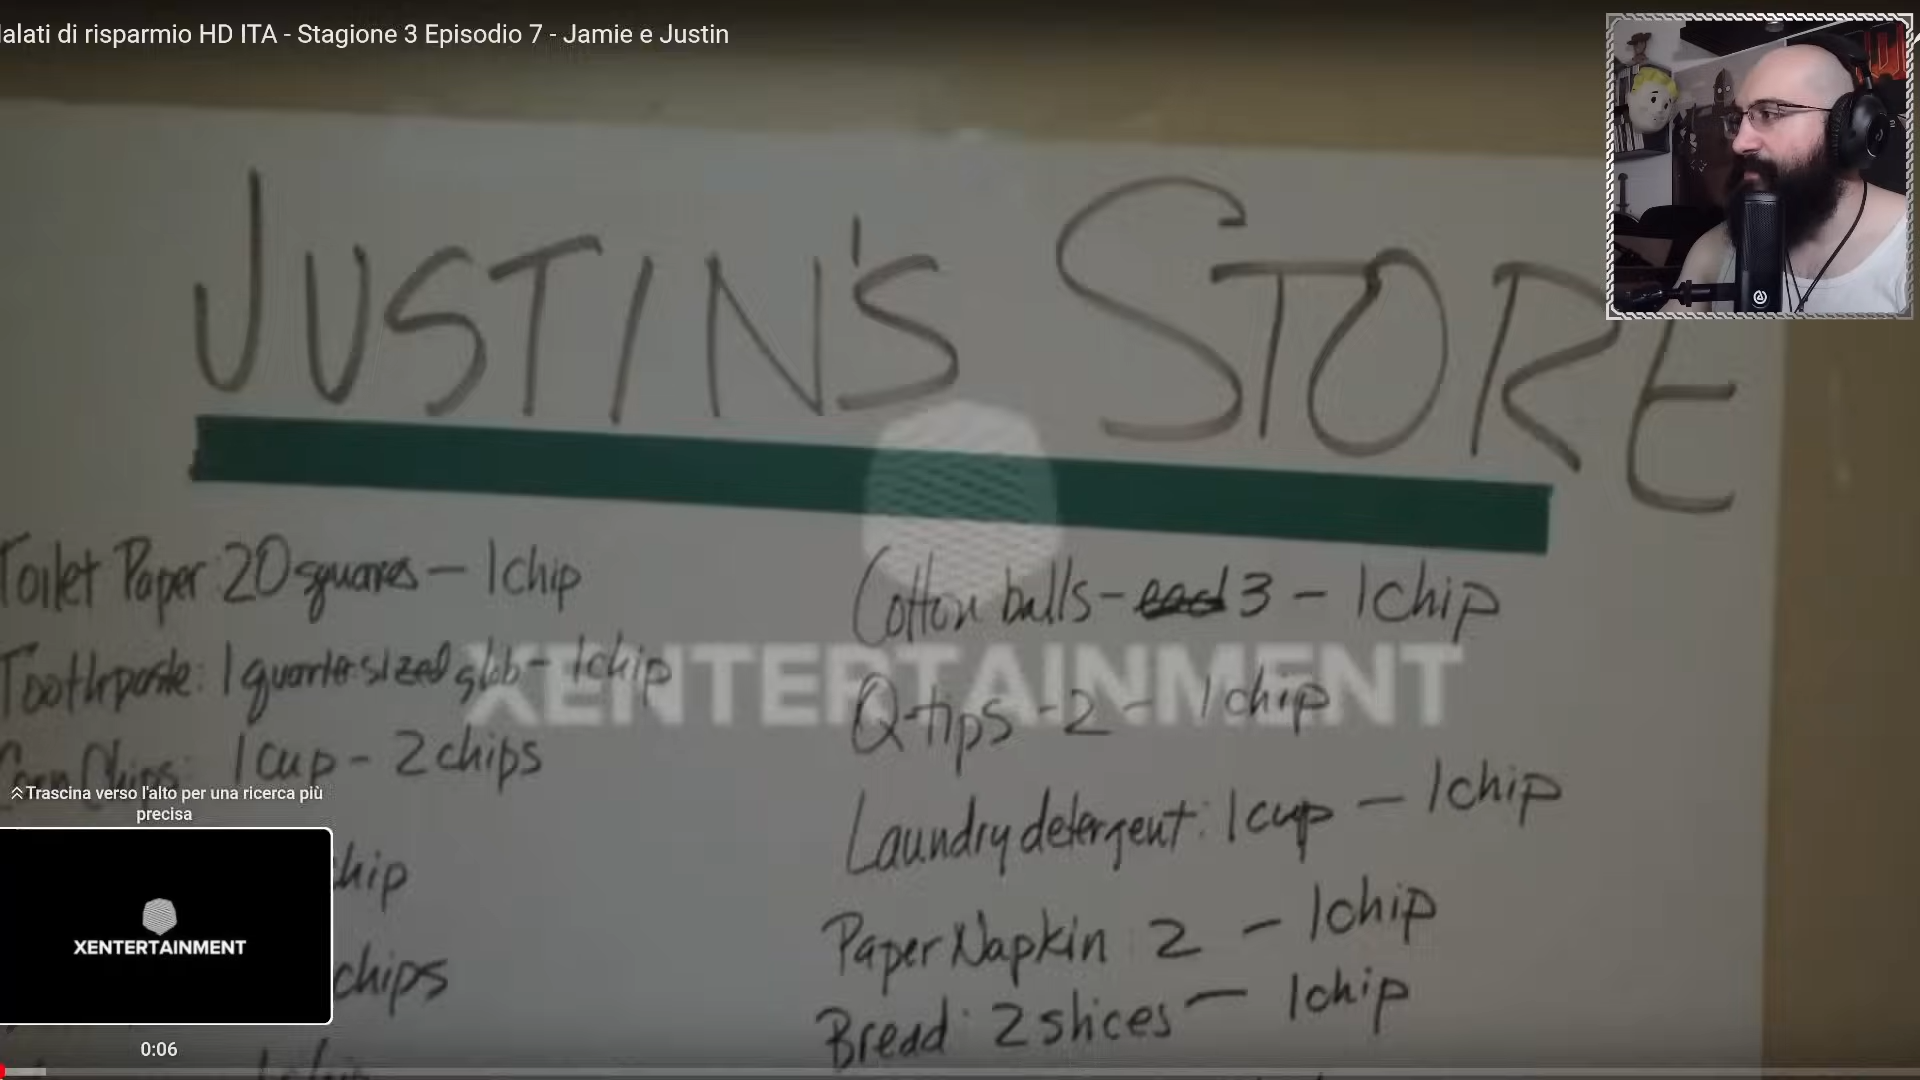 alati di risparmio HD ITA - Stagione 3 Episodio 7 - Jamie e Justin
JUSTIN'S STORE
Toilet Paper 20 squares - 1 chip
Toothpaste: 1 quarter sized glob - 1 chip
Corn Chips: 1 cup - 2 chips
chip
chips
Cotton balls - 3 - 1 chip
Q-tips - 2 - 1 chip
Laundry detergent: 1 cup - 1 chip
Paper Napkin 2 - 1 chip
Bread: 2 slices - 1 chip
XENTERTAINMENT
Trascina verso l'alto per una ricerca più
precisa
XENTERTAINMENT
0:06